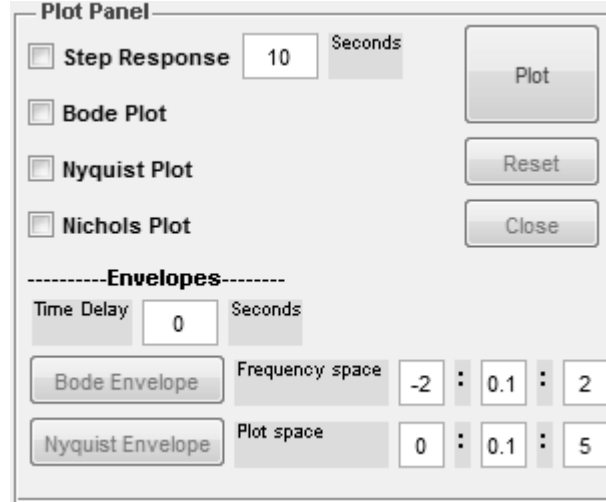 Plot Panel
Step Response 10 Seconds
Plot
Bode Plot
Nyquist Plot
Reset
Nichols Plot
Close
----------Envelopes--------
Time Delay 0 Seconds
Bode Envelope Frequency space -2 : 0.1 : 2
Nyquist Envelope Plot space 0 : 0.1 : 5